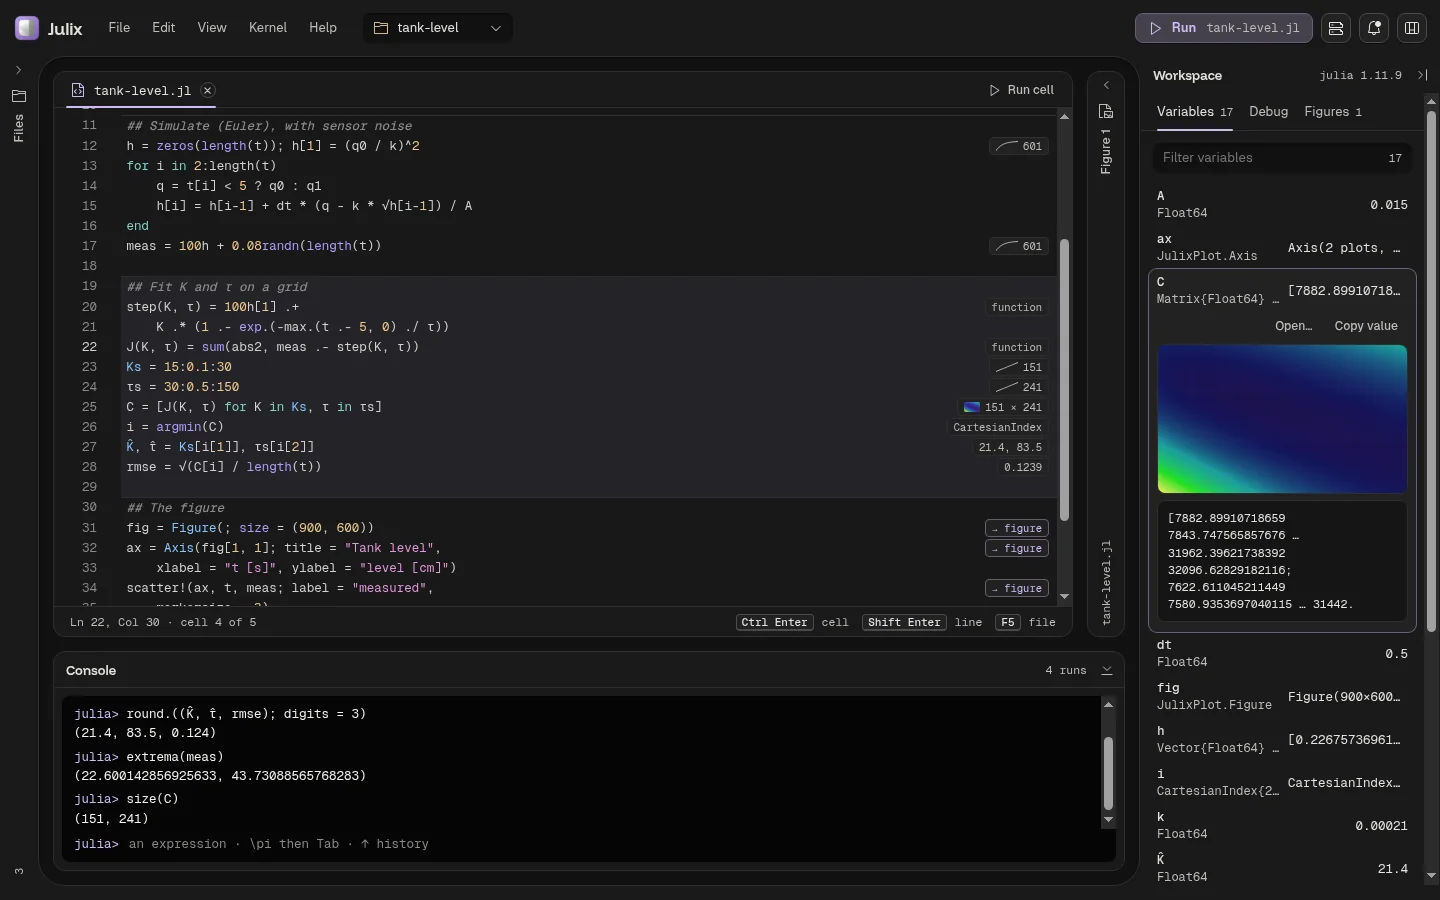 Julix File Edit View Kernel Help tank-level Run tank-level.jl
tank-level.jl Run cell
11 ## Simulate (Euler), with sensor noise
12 h = zeros(length(t)); h[1] = (q0 / k)^2 601
13 for i in 2:length(t)
14 q = t[i] < 5 ? q0 : q1
15 h[i] = h[i-1] + dt * (q - k * √h[i-1]) / A
16 end
17 meas = 100h + 0.08randn(length(t)) 601
18
19 ## Fit K and τ on a grid
20 step(K, τ) = 100h[1] .+ function
21 K .* (1 .- exp.(-max.(t .- 5, 0) ./ τ))
22 J(K, τ) = sum(abs2, meas .- step(K, τ)) function
23 Ks = 15:0.1:30 151
24 τs = 30:0.5:150 241
25 C = [J(K, τ) for K in Ks, τ in τs] 151 × 241
26 i = argmin(C) CartesianIndex
27 K̂, τ̂ = Ks[i[1]], τs[i[2]] 21.4, 83.5
28 rmse = √(C[i] / length(t)) 0.1239
29
30 ## The figure
31 fig = Figure(; size = (900, 600)) → figure
32 ax = Axis(fig[1, 1]; title = "Tank level", → figure
33 xlabel = "t [s]", ylabel = "level [cm]")
34 scatter!(ax, t, meas; label = "measured", → figure
Ln 22, Col 30 · cell 4 of 5 Ctrl Enter cell Shift Enter line F5 file
Files
3
Figure 1
tank-level.jl
Console 4 runs
julia> round.((K̂, τ̂, rmse); digits = 3)
(21.4, 83.5, 0.124)
julia> extrema(meas)
(22.600142856925633, 43.73088565768283)
julia> size(C)
(151, 241)
julia> an expression · \pi then Tab · ↑ history
Workspace julia 1.11.9
Variables 17 Debug Figures 1
Filter variables 17
A
Float64 0.015
ax
JulixPlot.Axis Axis(2 plots, …
C
Matrix{Float64} … [7882.89910718…
Open… Copy value
[7882.89910718659
7843.747565857676 …
31962.39621738392
32096.62829182116;
7622.611045211449
7580.9353697040115 … 31442.
dt
Float64 0.5
fig
JulixPlot.Figure Figure(900×600…
h
Vector{Float64} … [0.22675736961…
i
CartesianIndex{2… CartesianIndex…
k
Float64 0.00021
K̂
Float64 21.4